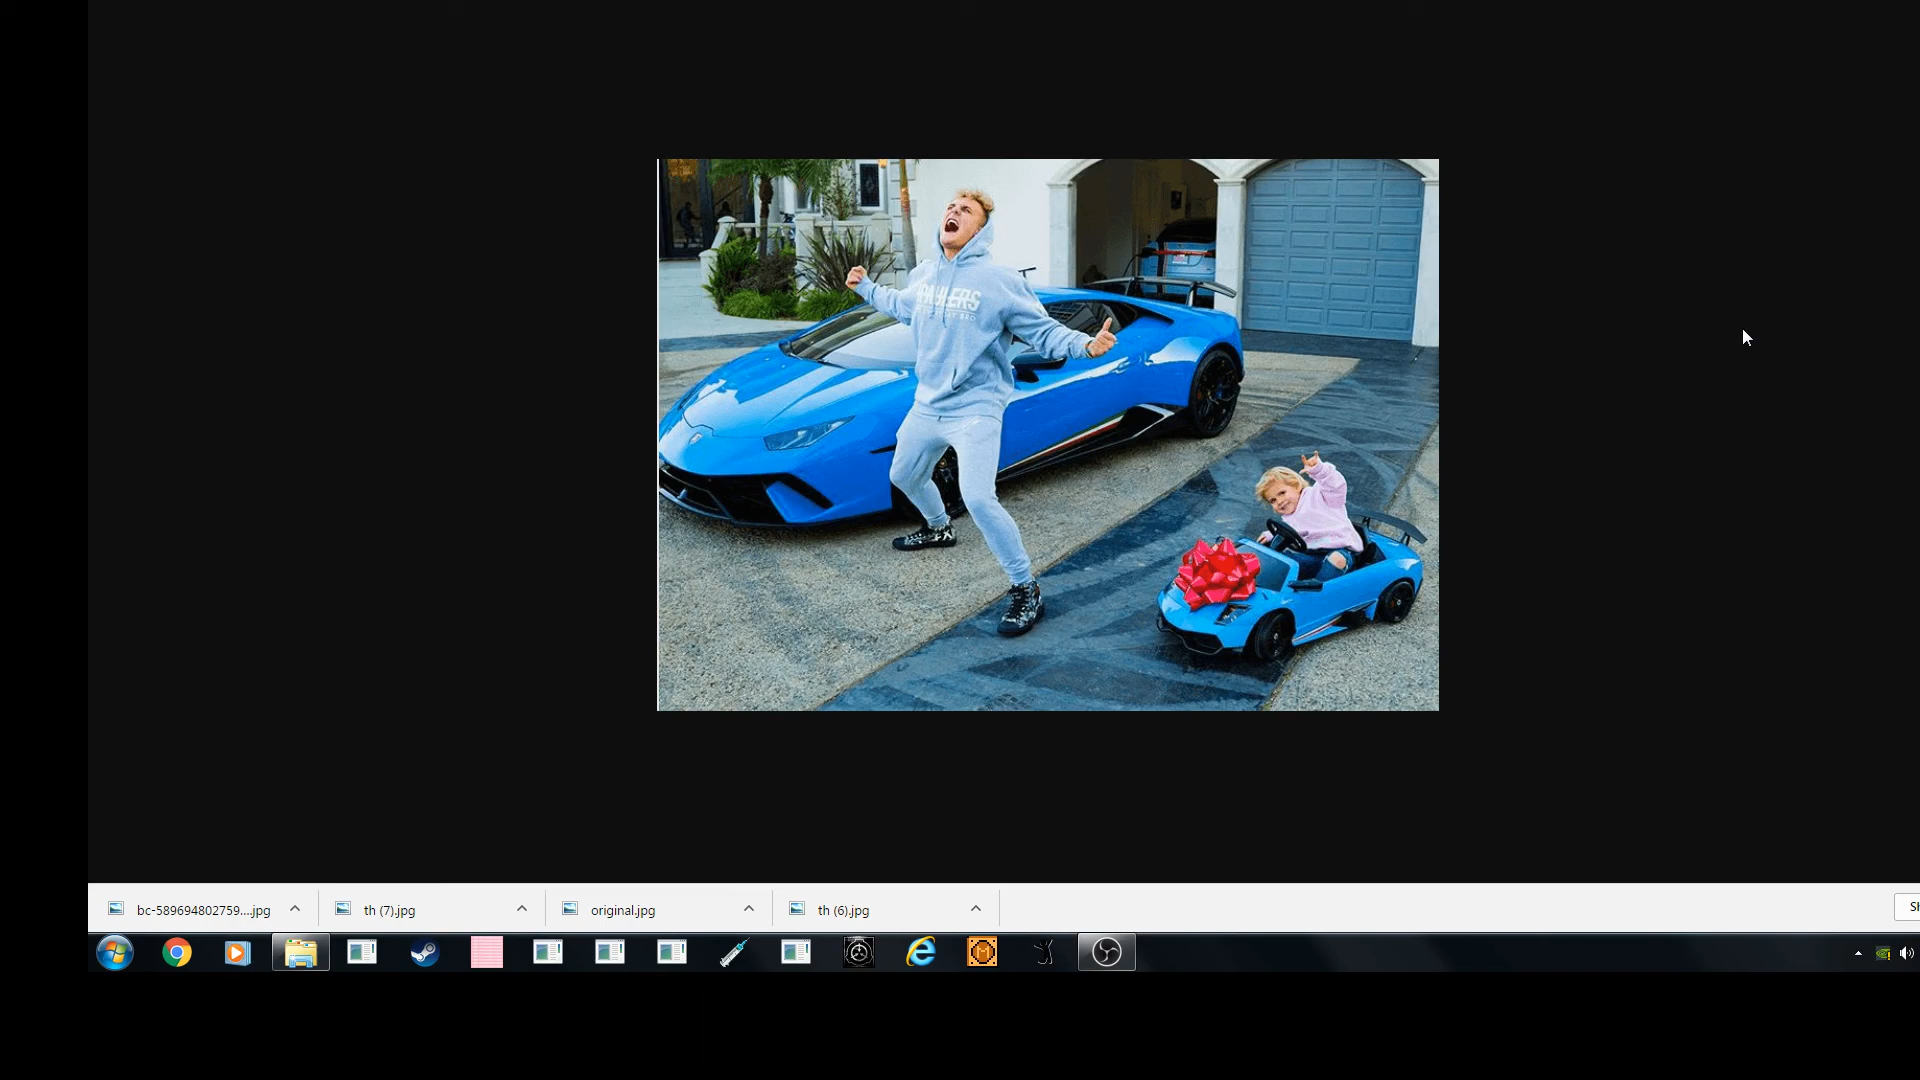 bc-589694802759....jpg
th (7).jpg
original.jpg
th (6).jpg